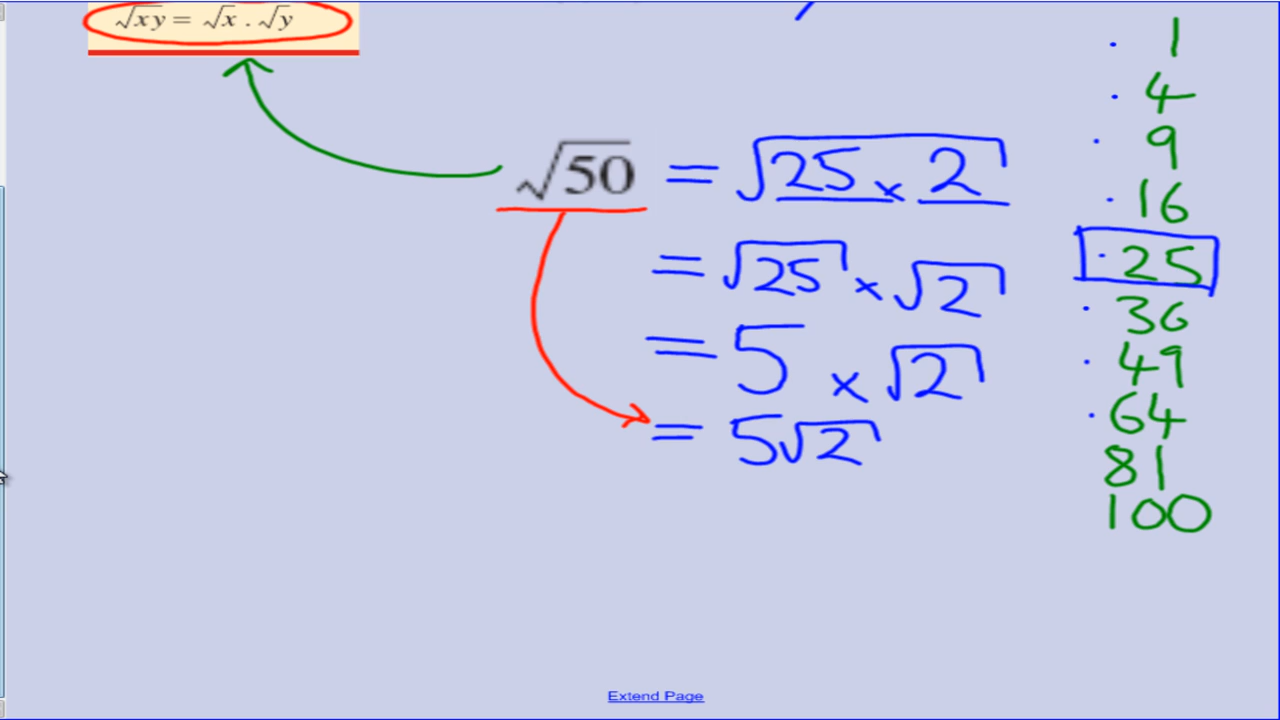 √xy = √x . √y
√50 = √25 × 2
= √25 × √2
= 5 × √2
= 5√2
· 1
· 4
· 9
· 16
· 25
· 36
· 49
· 64
81
100
Extend Page